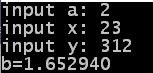 input a: 2
input x: 23
input y: 312
b=1.652940